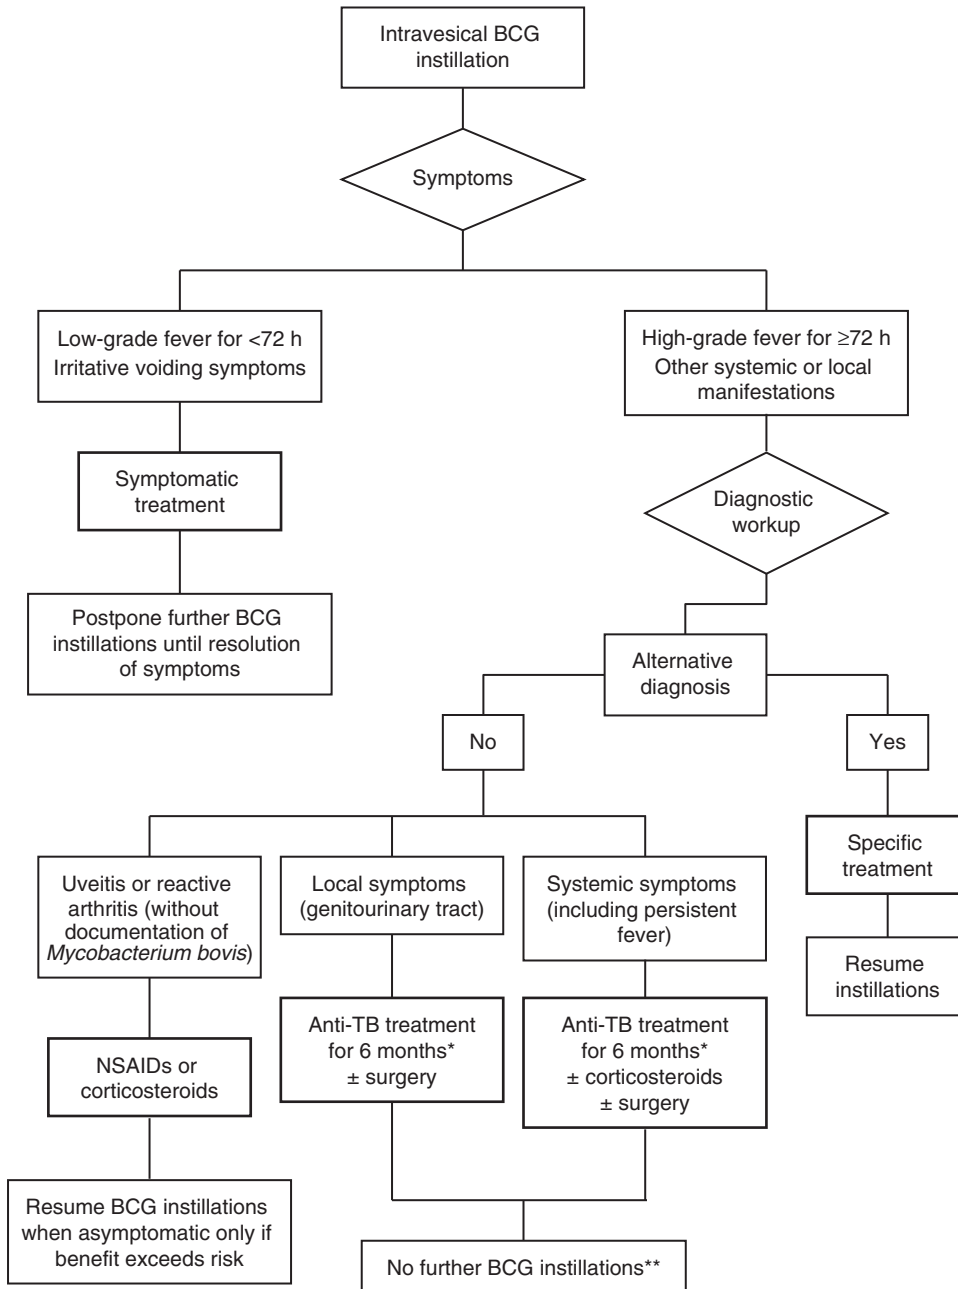 Intravesical BCG
instillation
Symptoms
Low-grade fever for <72 h
Irritative voiding symptoms
High-grade fever for ≥72 h
Other systemic or local
manifestations
Symptomatic
treatment
Diagnostic
workup
Postpone further BCG
instillations until resolution
of symptoms
Alternative
diagnosis
No
Yes
Uveitis or reactive
arthritis (without
documentation of
Mycobacterium bovis)
Local symptoms
(genitourinary tract)
Systemic symptoms
(including persistent
fever)
Specific
treatment
Resume
instillations
NSAIDs or
corticosteroids
Anti-TB treatment
for 6 months*
± surgery
Anti-TB treatment
for 6 months*
± corticosteroids
± surgery
Resume BCG instillations
when asymptomatic only if
benefit exceeds risk
No further BCG instillations**